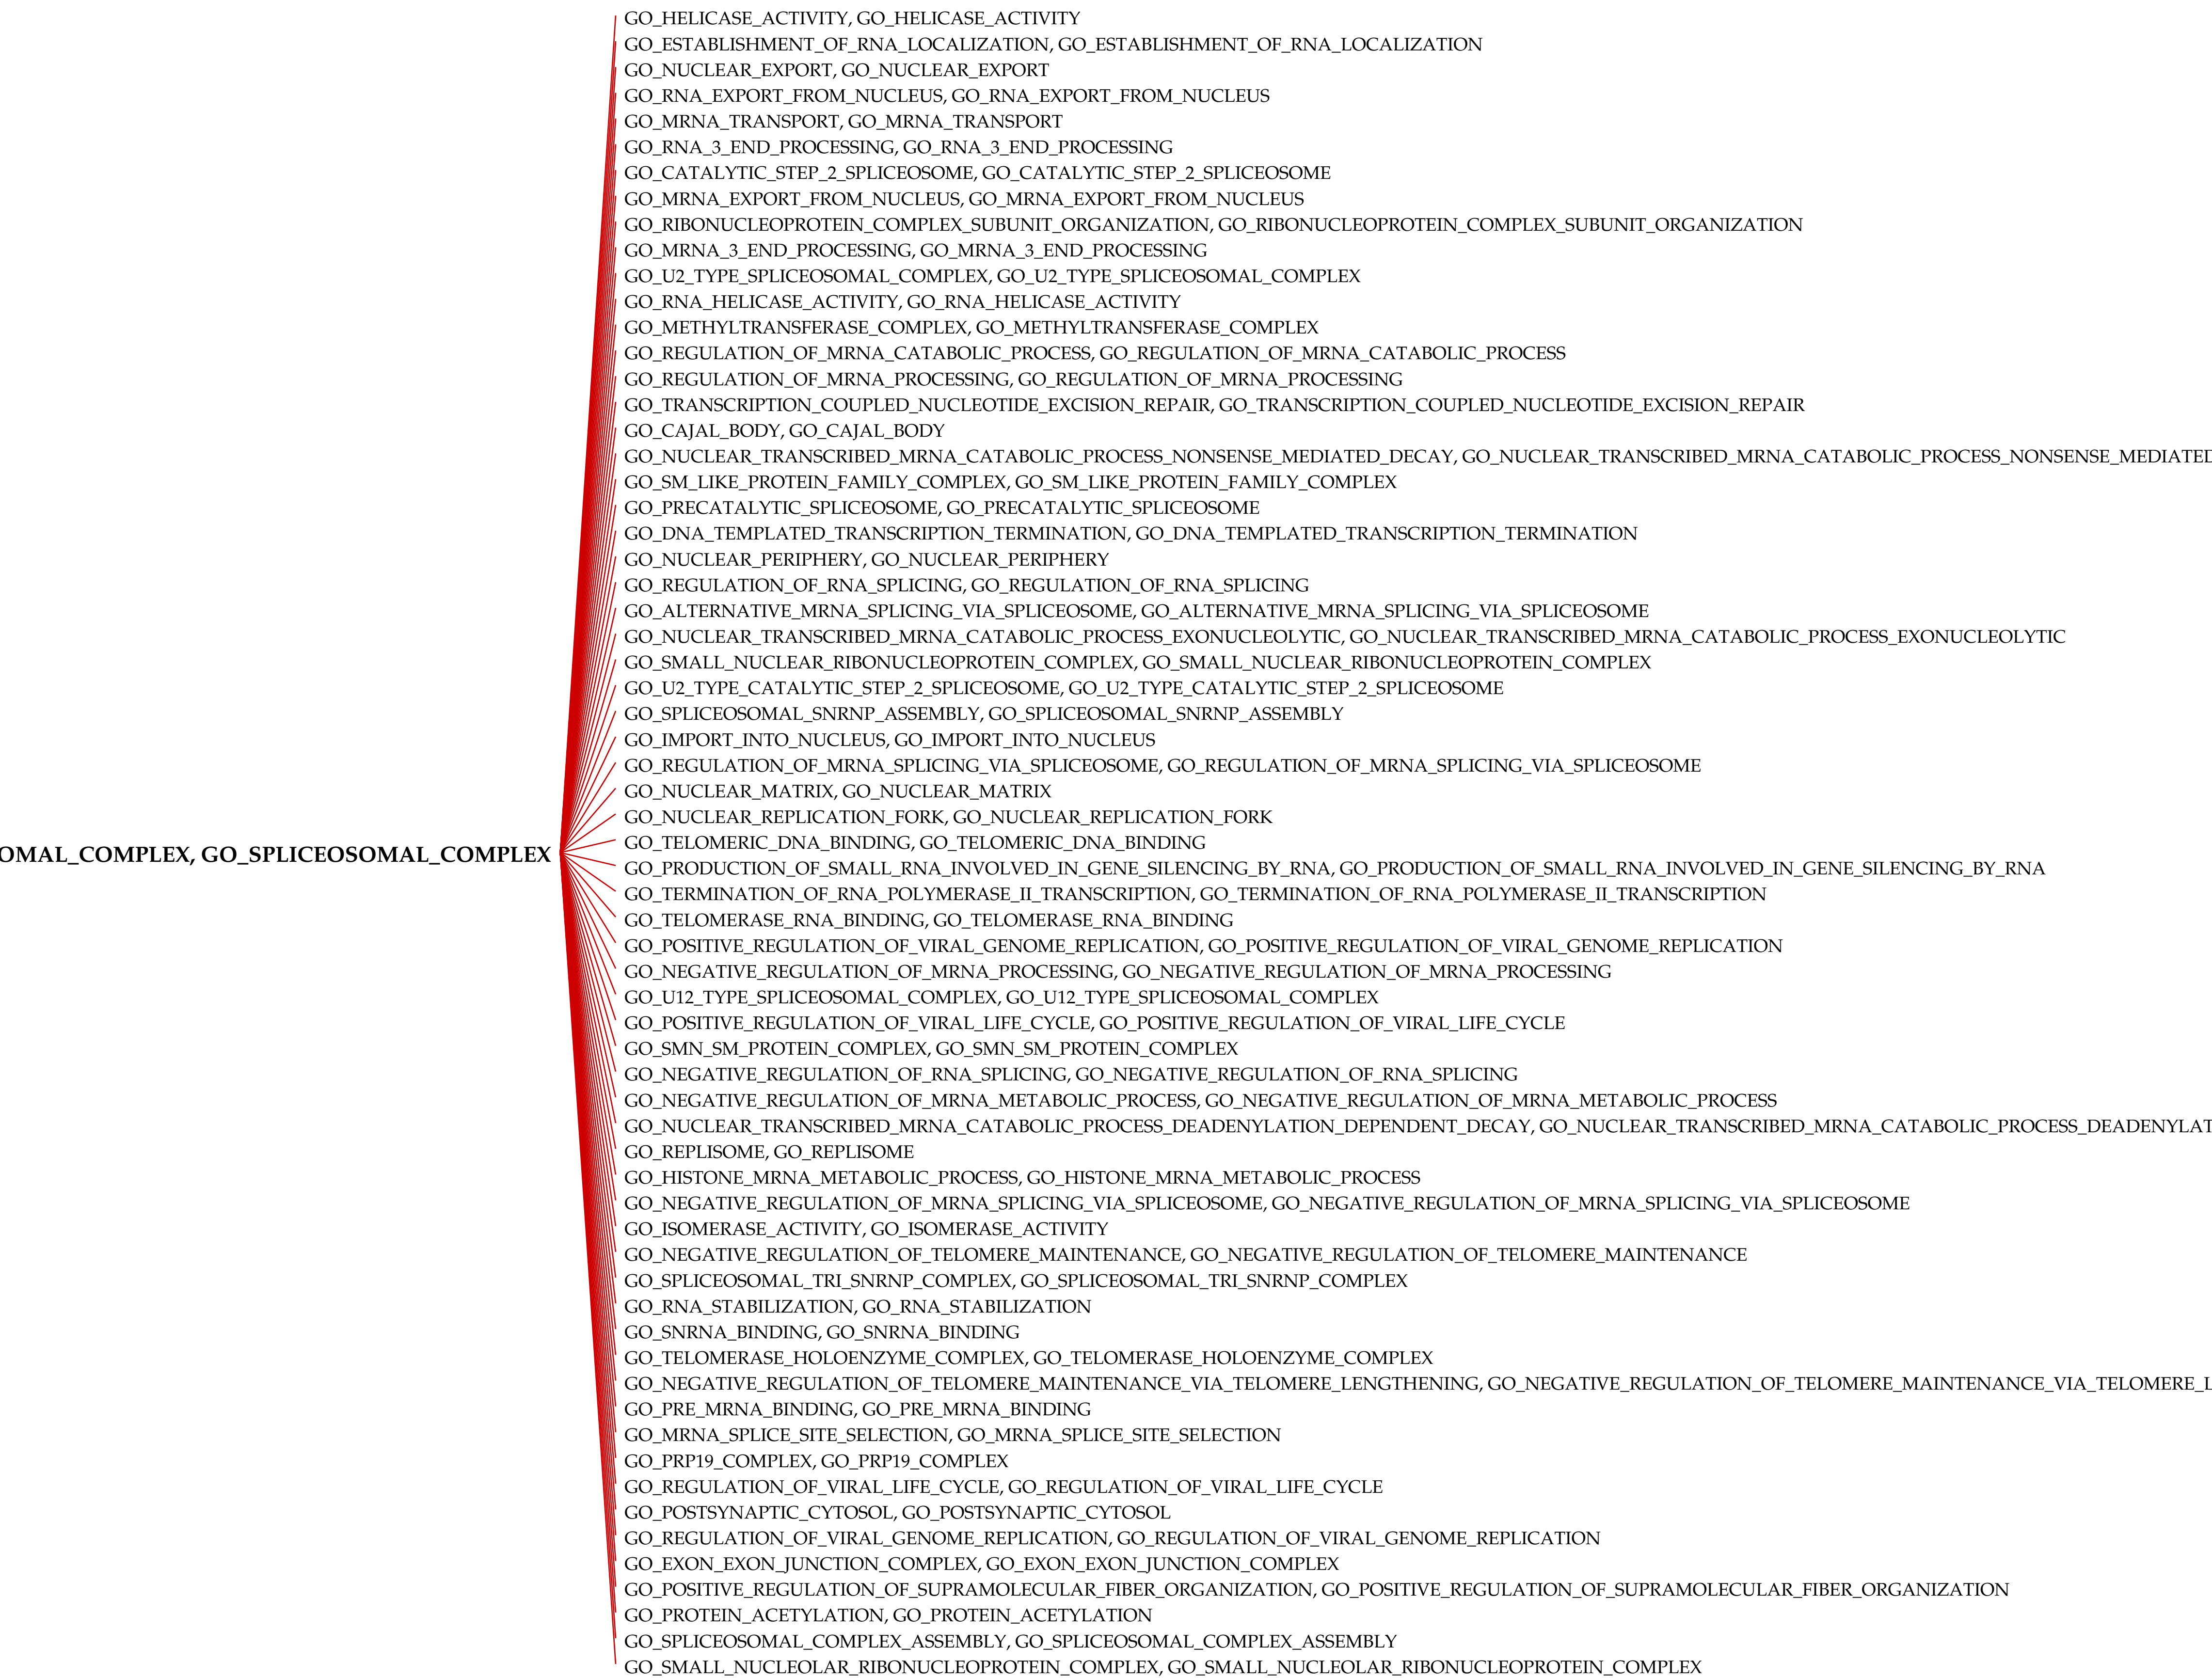 GO_HELICASE_ACTIVITY, GO_HELICASE_ACTIVITY
GO_ESTABLISHMENT_OF_RNA_LOCALIZATION, GO_ESTABLISHMENT_OF_RNA_LOCALIZATION
GO_NUCLEAR_EXPORT, GO_NUCLEAR_EXPORT
GO_RNA_EXPORT_FROM_NUCLEUS, GO_RNA_EXPORT_FROM_NUCLEUS
GO_MRNA_TRANSPORT, GO_MRNA_TRANSPORT
GO_RNA_3_END_PROCESSING, GO_RNA_3_END_PROCESSING
GO_CATALYTIC_STEP_2_SPLICEOSOME, GO_CATALYTIC_STEP_2_SPLICEOSOME
GO_MRNA_EXPORT_FROM_NUCLEUS, GO_MRNA_EXPORT_FROM_NUCLEUS
GO_RIBONUCLEOPROTEIN_COMPLEX_SUBUNIT_ORGANIZATION, GO_RIBONUCLEOPROTEIN_COMPLEX_SUBUNIT_ORGANIZATION
GO_MRNA_3_END_PROCESSING, GO_MRNA_3_END_PROCESSING
GO_U2_TYPE_SPLICEOSOMAL_COMPLEX, GO_U2_TYPE_SPLICEOSOMAL_COMPLEX
GO_RNA_HELICASE_ACTIVITY, GO_RNA_HELICASE_ACTIVITY
GO_METHYLTRANSFERASE_COMPLEX, GO_METHYLTRANSFERASE_COMPLEX
GO_REGULATION_OF_MRNA_CATABOLIC_PROCESS, GO_REGULATION_OF_MRNA_CATABOLIC_PROCESS
GO_REGULATION_OF_MRNA_PROCESSING, GO_REGULATION_OF_MRNA_PROCESSING
GO_TRANSCRIPTION_COUPLED_NUCLEOTIDE_EXCISION_REPAIR, GO_TRANSCRIPTION_COUPLED_NUCLEOTIDE_EXCISION_REPAIR
GO_CAJAL_BODY, GO_CAJAL_BODY
GO_NUCLEAR_TRANSCRIBED_MRNA_CATABOLIC_PROCESS_NONSENSE_MEDIATED_DECAY, GO_NUCLEAR_TRANSCRIBED_MRNA_CATABOLIC_PROCESS_NONSENSE_MEDIATED
GO_SM_LIKE_PROTEIN_FAMILY_COMPLEX, GO_SM_LIKE_PROTEIN_FAMILY_COMPLEX
GO_PRECATALYTIC_SPLICEOSOME, GO_PRECATALYTIC_SPLICEOSOME
GO_DNA_TEMPLATED_TRANSCRIPTION_TERMINATION, GO_DNA_TEMPLATED_TRANSCRIPTION_TERMINATION
GO_NUCLEAR_PERIPHERY, GO_NUCLEAR_PERIPHERY
GO_REGULATION_OF_RNA_SPLICING, GO_REGULATION_OF_RNA_SPLICING
GO_ALTERNATIVE_MRNA_SPLICING_VIA_SPLICEOSOME, GO_ALTERNATIVE_MRNA_SPLICING_VIA_SPLICEOSOME
GO_NUCLEAR_TRANSCRIBED_MRNA_CATABOLIC_PROCESS_EXONUCLEOLYTIC, GO_NUCLEAR_TRANSCRIBED_MRNA_CATABOLIC_PROCESS_EXONUCLEOLYTIC
GO_SMALL_NUCLEAR_RIBONUCLEOPROTEIN_COMPLEX, GO_SMALL_NUCLEAR_RIBONUCLEOPROTEIN_COMPLEX
GO_U2_TYPE_CATALYTIC_STEP_2_SPLICEOSOME, GO_U2_TYPE_CATALYTIC_STEP_2_SPLICEOSOME
GO_SPLICEOSOMAL_SNRNP_ASSEMBLY, GO_SPLICEOSOMAL_SNRNP_ASSEMBLY
GO_IMPORT_INTO_NUCLEUS, GO_IMPORT_INTO_NUCLEUS
GO_REGULATION_OF_MRNA_SPLICING_VIA_SPLICEOSOME, GO_REGULATION_OF_MRNA_SPLICING_VIA_SPLICEOSOME
GO_NUCLEAR_MATRIX, GO_NUCLEAR_MATRIX
GO_NUCLEAR_REPLICATION_FORK, GO_NUCLEAR_REPLICATION_FORK
GO_TELOMERIC_DNA_BINDING, GO_TELOMERIC_DNA_BINDING
OMAL_COMPLEX, GO_SPLICEOSOMAL_COMPLEX
GO_PRODUCTION_OF_SMALL_RNA_INVOLVED_IN_GENE_SILENCING_BY_RNA, GO_PRODUCTION_OF_SMALL_RNA_INVOLVED_IN_GENE_SILENCING_BY_RNA
GO_TERMINATION_OF_RNA_POLYMERASE_II_TRANSCRIPTION, GO_TERMINATION_OF_RNA_POLYMERASE_II_TRANSCRIPTION
GO_TELOMERASE_RNA_BINDING, GO_TELOMERASE_RNA_BINDING
GO_POSITIVE_REGULATION_OF_VIRAL_GENOME_REPLICATION, GO_POSITIVE_REGULATION_OF_VIRAL_GENOME_REPLICATION
GO_NEGATIVE_REGULATION_OF_MRNA_PROCESSING, GO_NEGATIVE_REGULATION_OF_MRNA_PROCESSING
GO_U12_TYPE_SPLICEOSOMAL_COMPLEX, GO_U12_TYPE_SPLICEOSOMAL_COMPLEX
GO_POSITIVE_REGULATION_OF_VIRAL_LIFE_CYCLE, GO_POSITIVE_REGULATION_OF_VIRAL_LIFE_CYCLE
GO_SMN_SM_PROTEIN_COMPLEX, GO_SMN_SM_PROTEIN_COMPLEX
GO_NEGATIVE_REGULATION_OF_RNA_SPLICING, GO_NEGATIVE_REGULATION_OF_RNA_SPLICING
GO_NEGATIVE_REGULATION_OF_MRNA_METABOLIC_PROCESS, GO_NEGATIVE_REGULATION_OF_MRNA_METABOLIC_PROCESS
GO_NUCLEAR_TRANSCRIBED_MRNA_CATABOLIC_PROCESS_DEADENYLATION_DEPENDENT_DECAY, GO_NUCLEAR_TRANSCRIBED_MRNA_CATABOLIC_PROCESS_DEADENYLAT
GO_REPLISOME, GO_REPLISOME
GO_HISTONE_MRNA_METABOLIC_PROCESS, GO_HISTONE_MRNA_METABOLIC_PROCESS
GO_NEGATIVE_REGULATION_OF_MRNA_SPLICING_VIA_SPLICEOSOME, GO_NEGATIVE_REGULATION_OF_MRNA_SPLICING_VIA_SPLICEOSOME
GO_ISOMERASE_ACTIVITY, GO_ISOMERASE_ACTIVITY
GO_NEGATIVE_REGULATION_OF_TELOMERE_MAINTENANCE, GO_NEGATIVE_REGULATION_OF_TELOMERE_MAINTENANCE
GO_SPLICEOSOMAL_TRI_SNRNP_COMPLEX, GO_SPLICEOSOMAL_TRI_SNRNP_COMPLEX
GO_RNA_STABILIZATION, GO_RNA_STABILIZATION
GO_SNRNA_BINDING, GO_SNRNA_BINDING
GO_TELOMERASE_HOLOENZYME_COMPLEX, GO_TELOMERASE_HOLOENZYME_COMPLEX
GO_NEGATIVE_REGULATION_OF_TELOMERE_MAINTENANCE_VIA_TELOMERE_LENGTHENING, GO_NEGATIVE_REGULATION_OF_TELOMERE_MAINTENANCE_VIA_TELOMERE_L
GO_PRE_MRNA_BINDING, GO_PRE_MRNA_BINDING
GO_MRNA_SPLICE_SITE_SELECTION, GO_MRNA_SPLICE_SITE_SELECTION
GO_PRP19_COMPLEX, GO_PRP19_COMPLEX
GO_REGULATION_OF_VIRAL_LIFE_CYCLE, GO_REGULATION_OF_VIRAL_LIFE_CYCLE
GO_POSTSYNAPTIC_CYTOSOL, GO_POSTSYNAPTIC_CYTOSOL
GO_REGULATION_OF_VIRAL_GENOME_REPLICATION, GO_REGULATION_OF_VIRAL_GENOME_REPLICATION
GO_EXON_EXON_JUNCTION_COMPLEX, GO_EXON_EXON_JUNCTION_COMPLEX
GO_POSITIVE_REGULATION_OF_SUPRAMOLECULAR_FIBER_ORGANIZATION, GO_POSITIVE_REGULATION_OF_SUPRAMOLECULAR_FIBER_ORGANIZATION
GO_PROTEIN_ACETYLATION, GO_PROTEIN_ACETYLATION
GO_SPLICEOSOMAL_COMPLEX_ASSEMBLY, GO_SPLICEOSOMAL_COMPLEX_ASSEMBLY
GO_SMALL_NUCLEOLAR_RIBONUCLEOPROTEIN_COMPLEX, GO_SMALL_NUCLEOLAR_RIBONUCLEOPROTEIN_COMPLEX